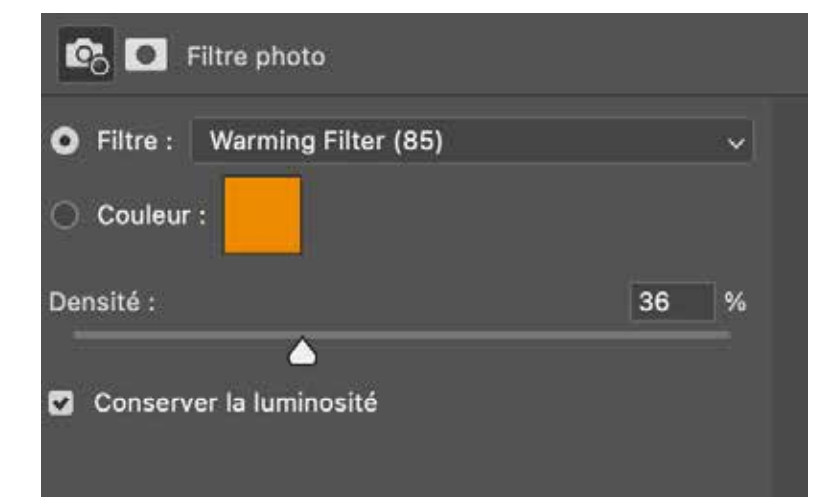 Filtre photo
Filtre : Warming Filter (85)
Couleur :
Densité : 36 %
Conserver la luminosité